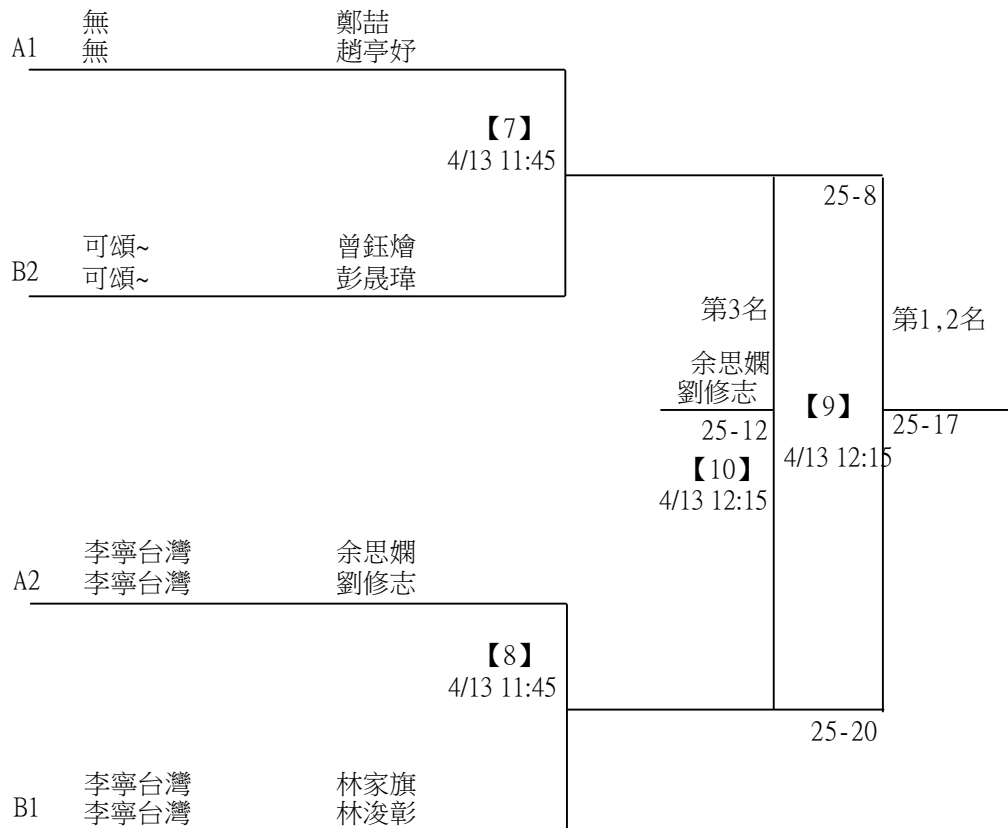 無 鄭喆
A1 無 趙亭妤
【7】
4/13 11:45
25-8
可頌~ 曾鈺燴
B2 可頌~ 彭晟瑋
第3名 第1,2名
余思嫻
劉修志
【9】
25-12 25-17
4/13 12:15
【10】
4/13 12:15
李寧台灣 余思嫻
A2 李寧台灣 劉修志
【8】
4/13 11:45
25-20
李寧台灣 林家旗
B1 李寧台灣 林浚彰